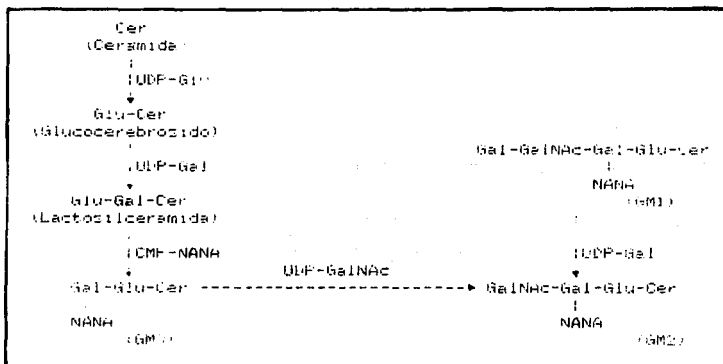 Cer
(Ceramida)
UDP-Glu
Glu-Cer
(Glucocerebrosido)
UDP-Gal
Glu-Gal-Cer
(Lactosilceramida)
CMP-NANA
Gal-Glu-Cer
NANA
(GM3)
UDP-GalNAc
Gal-GalNAc-Gal-Glu-Cer
NANA
(GM1)
UDP-Gal
GalNAc-Gal-Glu-Cer
NANA
(GM2)